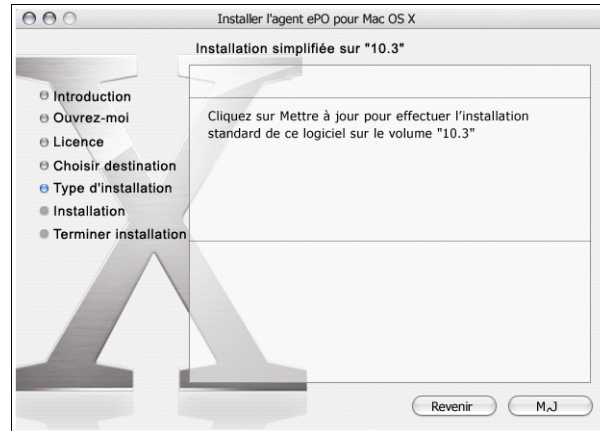 Installer l'agent ePO pour Mac OS X
Installation simplifiée sur "10.3"
Introduction
Ouvrez-moi
Licence
Choisir destination
Type d'installation
Installation
Terminer installation
Cliquez sur Mettre à jour pour effectuer l’installation
standard de ce logiciel sur le volume "10.3"
Revenir
M‸J